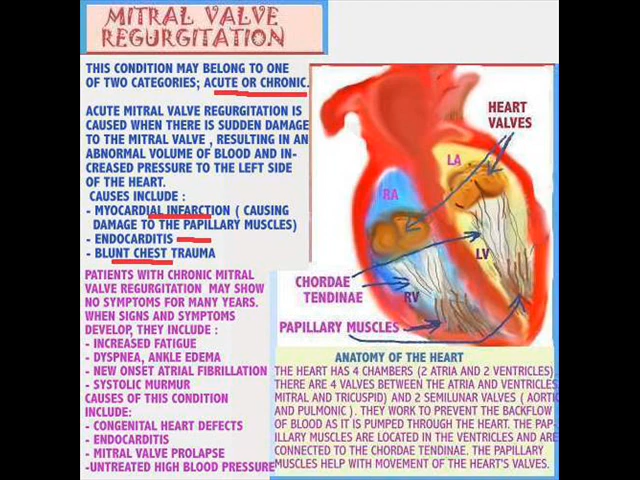 MITRAL VALVE
REGURGITATION
THIS CONDITION MAY BELONG TO ONE
OF TWO CATEGORIES; ACUTE OR CHRONIC.
ACUTE MITRAL VALVE REGURGITATION IS
CAUSED WHEN THERE IS SUDDEN DAMAGE
TO THE MITRAL VALVE , RESULTING IN AN
ABNORMAL VOLUME OF BLOOD AND IN-
CREASED PRESSURE TO THE LEFT SIDE
OF THE HEART.
CAUSES INCLUDE :
- MYOCARDIAL INFARCTION ( CAUSING
DAMAGE TO THE PAPILLARY MUSCLES)
- ENDOCARDITIS
- BLUNT CHEST TRAUMA
PATIENTS WITH CHRONIC MITRAL
VALVE REGURGITATION MAY SHOW
NO SYMPTOMS FOR MANY YEARS.
WHEN SIGNS AND SYMPTOMS
DEVELOP, THEY INCLUDE :
- INCREASED FATIGUE
- DYSPNEA, ANKLE EDEMA
- NEW ONSET ATRIAL FIBRILLATION
- SYSTOLIC MURMUR
CAUSES OF THIS CONDITION
INCLUDE:
- CONGENITAL HEART DEFECTS
- ENDOCARDITIS
- MITRAL VALVE PROLAPSE
-UNTREATED HIGH BLOOD PRESSURE
HEART
VALVES
LA
RA
LV
CHORDAE
TENDINAE
RV
PAPILLARY MUSCLES
ANATOMY OF THE HEART
THE HEART HAS 4 CHAMBERS (2 ATRIA AND 2 VENTRICLES)
THERE ARE 4 VALVES BETWEEN THE ATRIA AND VENTRICLES
MITRAL AND TRICUSPID) AND 2 SEMILUNAR VALVES ( AORTIC
AND PULMONIC ). THEY WORK TO PREVENT THE BACKFLOW
OF BLOOD AS IT IS PUMPED THROUGH THE HEART. THE PAP-
ILLARY MUSCLES ARE LOCATED IN THE VENTRICLES AND ARE
CONNECTED TO THE CHORDAE TENDINAE. THE PAPILLARY
MUSCLES HELP WITH MOVEMENT OF THE HEART'S VALVES.